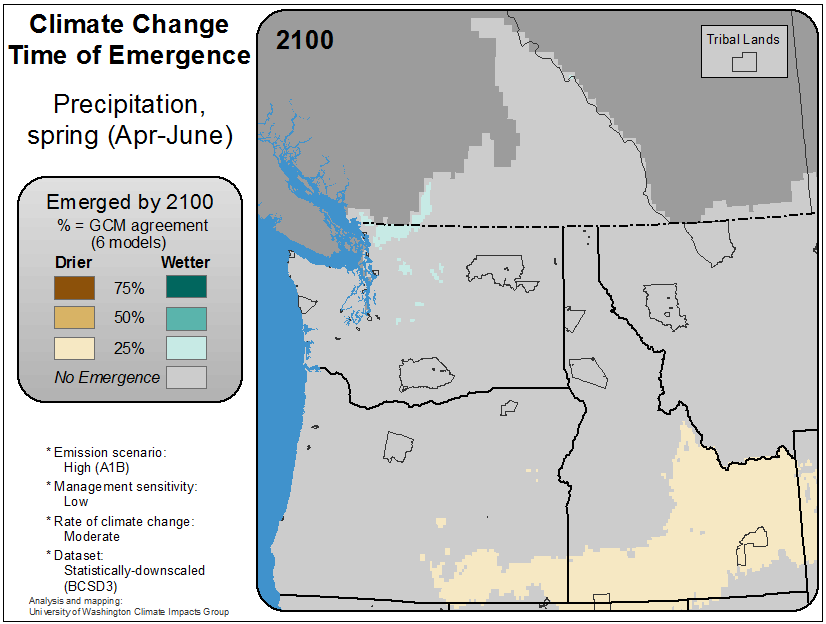 Climate Change
Time of Emergence
Precipitation,
spring (Apr-June)
Emerged by 2100
% = GCM agreement
(6 models)
Drier Wetter
75%
50%
25%
No Emergence
* Emission scenario:
High (A1B)
* Management sensitivity:
Low
* Rate of climate change:
Moderate
* Dataset:
Statistically-downscaled
(BCSD3)
Analysis and mapping:
University of Washington Climate Impacts Group
2100
Tribal Lands